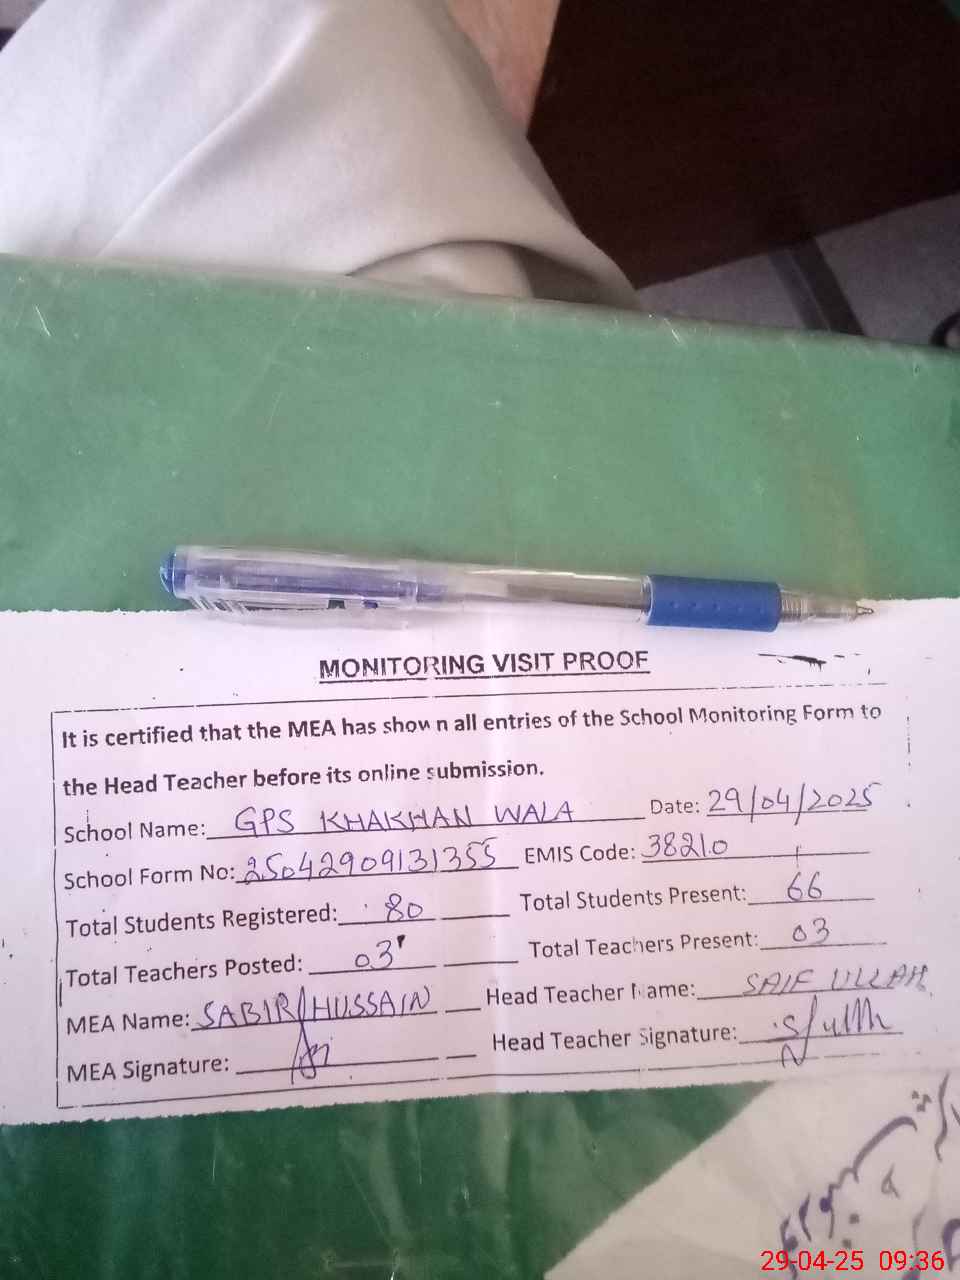 MONITORING VISIT PROOF
It is certified that the MEA has shown all entries of the School Monitoring Form to
the Head Teacher before its online submission.
School Name: GPS KHAKHAN WALA Date: 29/04/2025
School Form No: 25042909131355 EMIS Code: 38210
Total Students Registered: 80 Total Students Present: 66
Total Teachers Posted: 03 Total Teachers Present: 03
MEA Name: SABIR HUSSAIN Head Teacher Name: SAIF ULLAH
MEA Signature: Head Teacher Signature:
29-04-25 09:36